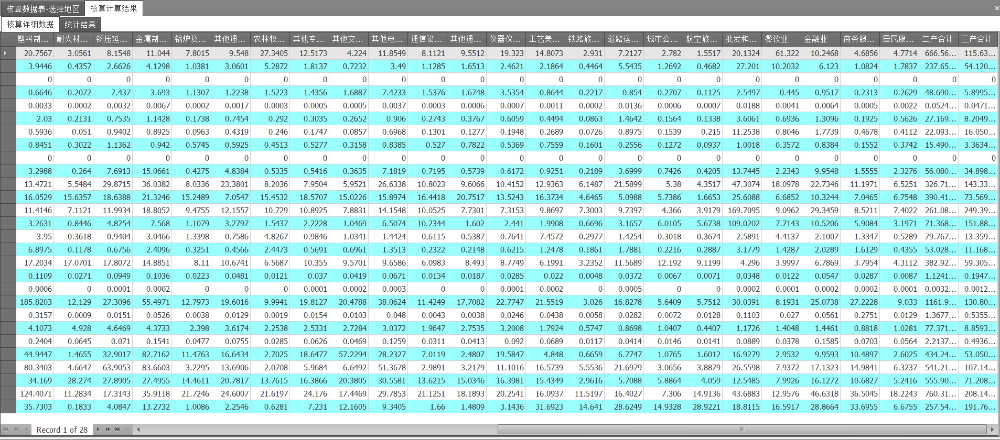 核算数据表-选择地区 核算计算结果
核算详细数据 统计结果
塑料制... 耐火材... 钢压延... 金属制... 锅炉及... 其他通... 农林牧... 其他专... 其他交... 其他电... 通信设... 其他通... 仪器仪... 工艺美... 铁路旅... 道路运... 城市公... 航空旅... 批发和... 餐饮业 金融业 商务服... 居民服... 二产合计 三产合计
20.7567 3.0561 8.1548 11.044 7.8015 9.548 27.3405 12.5173 4.224 11.8549 8.1121 9.5512 19.323 14.8073 2.931 7.2127 2.782 1.5517 20.1324 61.322 10.2468 4.6856 4.7714 666.56... 115.63...
3.9446 0.4357 2.6626 4.1298 1.0381 3.0601 5.2872 1.8137 0.7232 3.49 1.1285 1.6513 2.4621 2.1864 0.4464 5.5435 1.2692 0.4682 27.201 10.2032 6.123 1.0824 1.7837 237.65... 54.120...
0 0 0 0 0 0 0 0 0 0 0 0 0 0 0 0 0 0 0 0 0 0 0 0 0
0.6646 0.2072 7.437 3.693 1.1307 1.2238 1.5223 1.4356 1.6887 7.4233 1.5376 1.6748 3.5354 0.8644 0.2217 0.854 0.2707 0.1125 2.5497 0.445 0.9517 0.2313 0.2629 48.690... 5.8995...
0.0033 0.0002 0.0032 0.0067 0.0002 0.0017 0.0003 0.0005 0.0005 0.0037 0.0003 0.0006 0.0007 0.0011 0.0002 0.0136 0.0006 0.0007 0.0188 0.0041 0.0064 0.0005 0.0022 0.0524... 0.0471...
2.03 0.2131 0.7535 1.1428 0.1738 0.7454 0.292 0.3035 0.2652 0.906 0.2743 0.3767 0.6059 0.4494 0.0863 1.4642 0.1564 0.1338 3.6061 0.6936 1.3096 0.1925 0.5626 27.169... 8.2049...
0.5936 0.051 0.9402 0.8925 0.0963 0.4319 0.246 0.1747 0.0857 0.6968 0.1301 0.1277 0.1948 0.2689 0.0726 0.8975 0.1539 0.215 11.2538 0.8046 1.7739 0.4678 0.4112 22.093... 16.050...
0.8451 0.3022 1.1362 0.942 0.5745 0.5925 0.4513 0.5277 0.3158 0.8385 0.527 0.7822 0.5369 0.7559 0.1601 0.2556 0.1272 0.0937 1.0018 0.3572 0.8384 0.1552 0.3742 15.490... 3.3634...
0 0 0 0 0 0 0 0 0 0 0 0 0 0 0 0 0 0 0 0 0 0 0 0 0
3.2988 0.264 7.6913 15.0661 0.4275 4.8384 0.5335 0.5416 0.3635 7.1819 0.7195 0.5739 0.6172 0.9251 0.2189 3.6999 0.7426 0.4205 13.7445 2.2343 9.9548 1.5555 2.3276 56.080... 34.898...
13.4721 5.5484 29.8715 36.0382 8.0336 23.3801 8.2036 7.9504 5.9521 26.6338 10.8023 9.6066 10.4152 12.9363 6.1487 21.5899 5.38 4.3517 47.3074 18.0978 22.7346 11.1971 6.5251 326.71... 143.33...
16.0529 15.6357 18.6388 21.3246 15.2489 7.0547 15.4532 18.5707 15.0226 15.8974 16.4418 20.7517 13.5243 16.3734 4.6465 5.0988 5.7386 1.6653 25.6088 6.6852 10.3244 7.0465 6.7548 390.41... 73.569...
11.4146 7.1121 11.9934 18.8052 9.4755 12.1557 10.729 10.8925 7.8831 14.1548 10.0525 7.7301 7.3153 9.8697 7.3003 9.7397 4.366 3.9179 169.7095 9.0962 29.3459 8.5211 7.4022 261.08... 249.39...
3.2631 0.8446 4.8254 7.568 1.1079 3.2797 1.5437 2.2228 1.0469 6.5074 10.2344 1.602 2.441 1.9908 0.6696 3.1657 6.0105 5.6738 109.0202 7.7143 10.5206 5.9084 3.1971 71.368... 151.88...
3.95 0.3618 0.9404 3.0466 1.3398 0.7586 4.8267 0.9846 1.0341 1.4424 0.6115 0.5387 0.7641 7.4572 0.2977 1.4254 0.3018 0.3674 2.5891 4.4137 2.1007 1.3347 0.5289 79.767... 13.359...
6.8975 0.1178 0.6756 2.4096 0.3251 0.4566 2.4473 0.5691 0.6961 1.3513 0.2322 0.2148 0.6215 1.2478 0.1861 1.7881 0.2216 0.2887 3.1779 1.4287 2.0289 1.6129 0.4355 53.028... 11.168...
17.2034 17.0701 17.8072 14.8851 8.11 10.6741 6.5687 10.355 9.5701 9.6586 6.0983 8.493 8.7749 6.1991 3.2352 11.5689 12.192 9.1199 4.296 3.9997 6.7869 3.7954 4.3112 382.92... 59.305...
0.1109 0.0271 0.0949 0.1036 0.0223 0.0481 0.0121 0.037 0.0419 0.0671 0.0134 0.0187 0.0285 0.022 0.0048 0.0372 0.0067 0.0071 0.0348 0.0122 0.0547 0.0287 0.0087 1.1241... 0.1947...
0.0006 0 0.0001 0.0002 0 0 0 0.0001 0.0002 0.0003 0 0 0.0001 0.0002 0 0.0005 0 0 0.0002 0.0001 0.0002 0.0002 0.0001 0.0032... 0.0012...
185.8203 12.129 27.3096 55.4971 12.7973 19.6016 9.9941 19.8127 20.4788 38.0624 11.4249 17.7082 22.7747 21.5519 3.026 16.8278 5.6409 5.7512 30.0391 8.1931 25.0738 27.2228 9.033 1161.9... 130.80...
0.3157 0.0009 0.0151 0.0526 0.0038 0.0129 0.0019 0.0154 0.0103 0.048 0.0043 0.0038 0.0246 0.0438 0.0058 0.0282 0.0072 0.0128 0.1103 0.027 0.0561 0.2751 0.0129 1.3677... 0.5355...
4.1073 4.928 4.6469 4.3733 2.398 3.6174 2.2538 2.5331 2.7284 3.0372 1.9647 2.7535 3.2008 1.7924 0.5747 0.8698 1.0407 0.4407 1.1726 1.4048 1.4461 0.8818 1.0281 77.371... 8.8593...
0.2404 0.0645 0.071 0.1541 0.0477 0.0755 0.0285 0.0626 0.0469 0.1259 0.0311 0.0413 0.092 0.0689 0.0117 0.0414 0.0146 0.0141 0.0889 0.0378 0.1585 0.0703 0.0564 2.2137... 0.4936...
44.9447 1.4655 32.9017 82.7162 11.4763 16.6434 2.7025 18.6477 57.2294 28.2327 7.0119 2.4807 19.5847 4.848 0.6659 6.7747 1.0765 1.6012 16.9279 2.9532 9.9593 10.4897 2.6025 434.24... 53.050...
80.3403 4.6647 63.9053 83.6603 3.2295 13.6906 2.0708 5.9684 6.6492 51.3678 2.9891 3.2179 11.1016 16.5739 5.5536 21.6979 3.0656 3.8879 26.5598 7.9372 17.1323 14.9841 6.3237 541.21... 107.14...
34.169 28.274 27.8905 27.4955 14.4611 20.7817 13.7615 16.3866 20.3805 30.5581 13.6215 15.0346 16.3981 15.4349 2.9616 5.7088 5.8864 4.059 12.5485 7.9926 16.1272 10.6827 5.2416 555.90... 71.208...
124.4071 11.2834 17.3143 35.9118 21.7246 24.6007 21.6197 24.176 17.4469 29.7853 21.1251 18.1893 20.2541 16.0937 11.5197 16.4027 7.306 14.9136 43.6883 12.9576 46.6318 36.5045 18.2243 760.31... 208.14...
35.7303 0.1833 4.0847 13.2732 1.0086 2.2546 0.6281 7.231 12.1605 9.3405 1.66 1.4809 3.1436 31.6923 14.641 28.6249 14.9328 28.9221 18.8115 16.5917 28.8664 33.6955 6.6755 257.54... 191.76...
Record 1 of 28